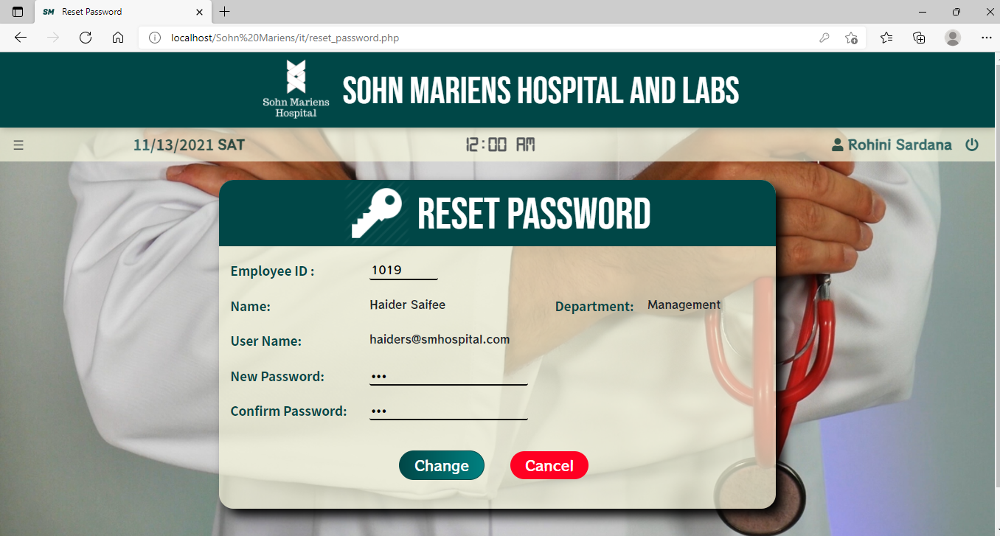 SM Reset Password
localhost/Sohn%20Mariens/it/reset_password.php
Sohn Mariens
Hospital
SOHN MARIENS HOSPITAL AND LABS
11/13/2021 SAT 12:00 AM Rohini Sardana
RESET PASSWORD
Employee ID : 1019
Name: Haider Saifee Department: Management
User Name: haiders@smhospital.com
New Password: •••
Confirm Password: •••
Change Cancel